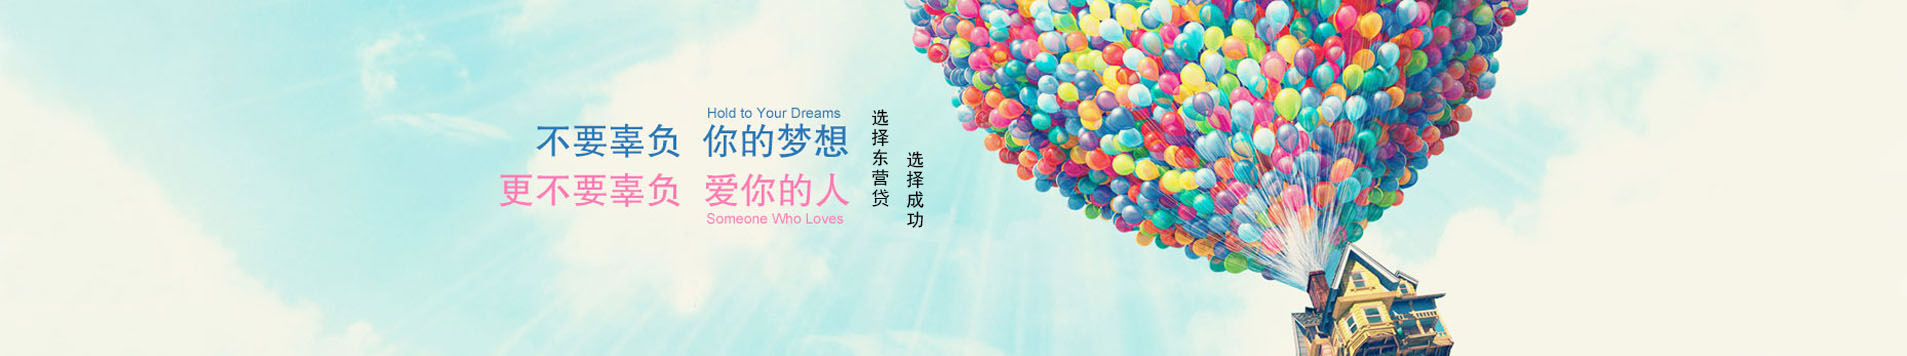 Hold to Your Dreams
不要辜负 你的梦想
更不要辜负 爱你的人
Someone Who Loves
选择东营贷
选择成功